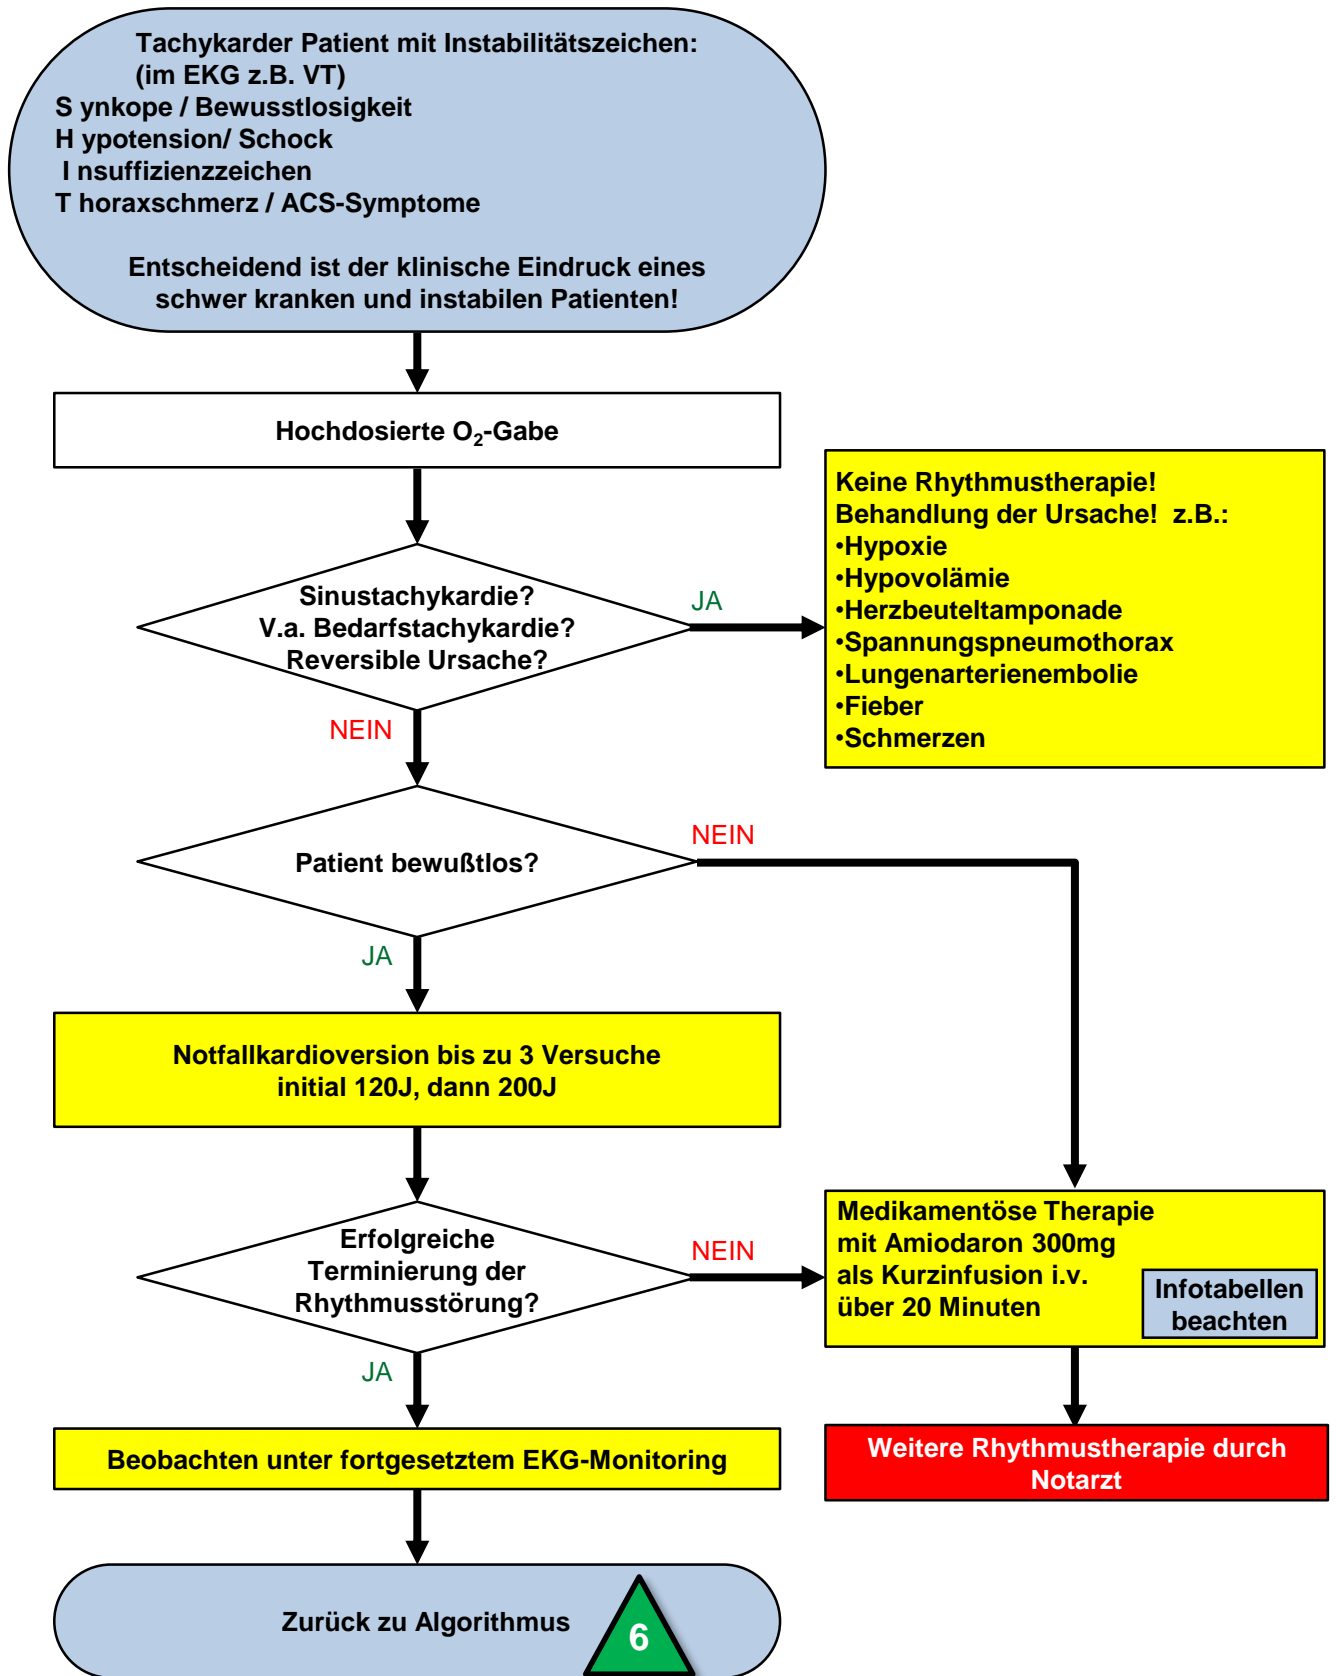 Tachykarder Patient mit Instabilitätszeichen:
(im EKG z.B. VT)
S ynkope / Bewusstlosigkeit
H ypotension/ Schock
I nsuffizienzzeichen
T horaxschmerz / ACS-Symptome
Entscheidend ist der klinische Eindruck eines
schwer kranken und instabilen Patienten!
Hochdosierte O₂-Gabe
Keine Rhythmustherapie!
Behandlung der Ursache! z.B.:
•Hypoxie
•Hypovolämie
•Herzbeuteltamponade
•Spannungspneumothorax
•Lungenarterienembolie
•Fieber
•Schmerzen
Sinustachykardie?
V.a. Bedarfstachykardie?
Reversible Ursache?
JA
NEIN
Patient bewußtlos?
NEIN
JA
Notfallkardioversion bis zu 3 Versuche
initial 120J, dann 200J
Erfolgreiche
Terminierung der
Rhythmusstörung?
NEIN
JA
Medikamentöse Therapie
mit Amiodaron 300mg
als Kurzinfusion i.v.
über 20 Minuten
Infotabellen
beachten
Beobachten unter fortgesetztem EKG-Monitoring
Weitere Rhythmustherapie durch
Notarzt
Zurück zu Algorithmus
6